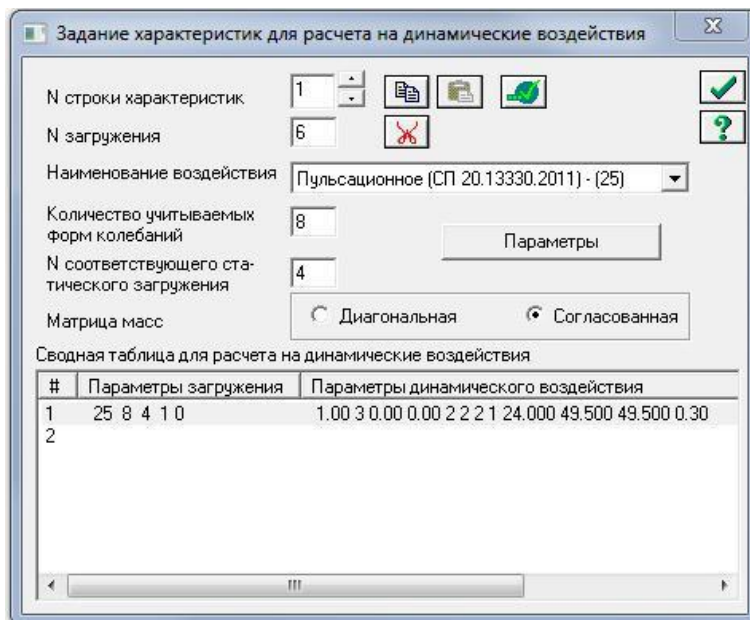 Задание характеристик для расчета на динамические воздействия
N строки характеристик 1
N загружения 6
Наименование воздействия Пульсационное (СП 20.13330.2011) - (25)
Количество учитываемых
форм колебаний 8
Параметры
N соответствующего ста-
тического загружения 4
Матрица масс Диагональная Согласованная
Сводная таблица для расчета на динамические воздействия
# Параметры загружения Параметры динамического воздействия
1 25 8 4 1 0 1.00 3 0.00 0.00 2 2 2 1 24.000 49.500 49.500 0.30
2